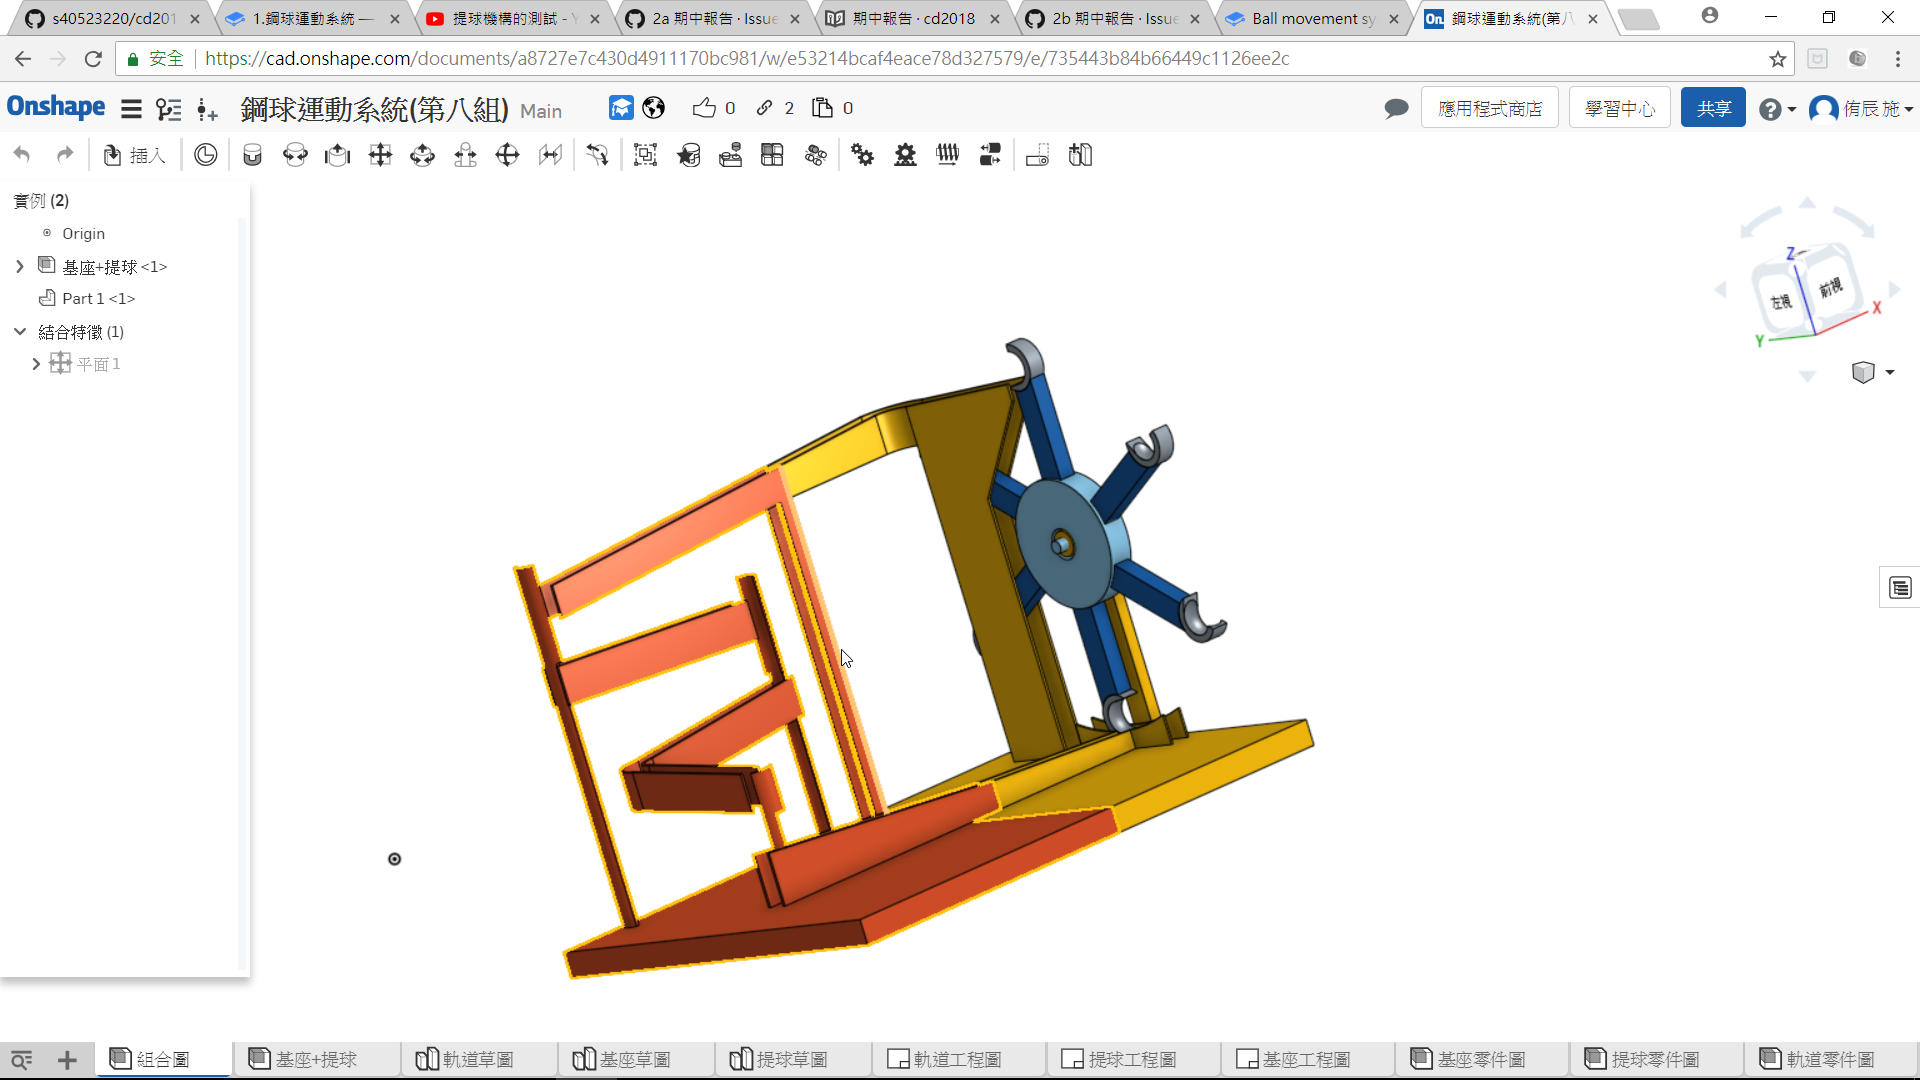 s40523220/cd201
1.鋼球運動系統 —
提球機構的測試 - Y
2a 期中報告 · Issue
期中報告 · cd2018
2b 期中報告 · Issue
Ball movement sy
On 鋼球運動系統(第八
安全 https://cad.onshape.com/documents/a8727e7c430d4911170bc981/w/e53214bcaf4eace78d327579/e/735443b84b66449c1126ee2c
Onshape 鋼球運動系統(第八組) Main 0 2 0 應用程式商店 學習中心 共享 侑辰 施
插入
實例 (2)
Origin
基座+提球 <1>
Part 1 <1>
結合特徵 (1)
平面 1
Z
左視
前視
X
Y
組合圖
基座+提球
軌道草圖
基座草圖
提球草圖
軌道工程圖
提球工程圖
基座工程圖
基座零件圖
提球零件圖
軌道零件圖